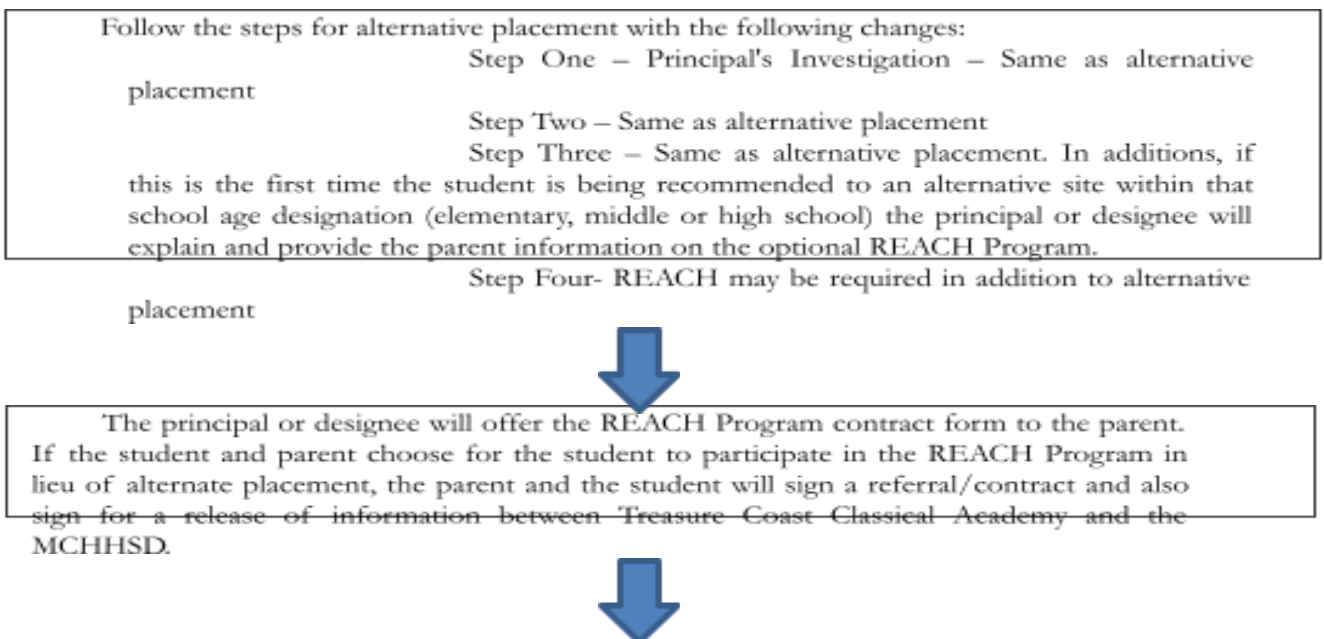 Follow the steps for alternative placement with the following changes:
Step One – Principal's Investigation – Same as alternative
placement
Step Two – Same as alternative placement
Step Three – Same as alternative placement. In additions, if
this is the first time the student is being recommended to an alternative site within that
school age designation (elementary, middle or high school) the principal or designee will
explain and provide the parent information on the optional REACH Program.
Step Four- REACH may be required in addition to alternative
placement
The principal or designee will offer the REACH Program contract form to the parent.
If the student and parent choose for the student to participate in the REACH Program in
lieu of alternate placement, the parent and the student will sign a referral/contract and also
sign for a release of information between Treasure Coast Classical Academy and the
MCHHSD.